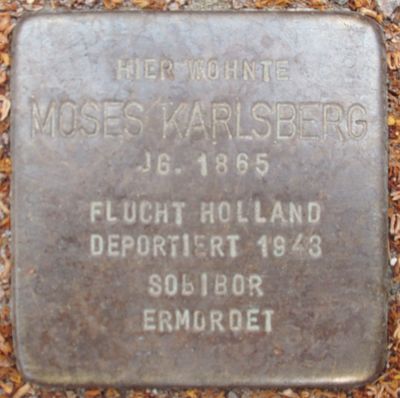 HIER WOHNTE
MOSES KARLSBERG
JG. 1865
FLUCHT HOLLAND
DEPORTIERT 1943
SOBIBOR
ERMORDET